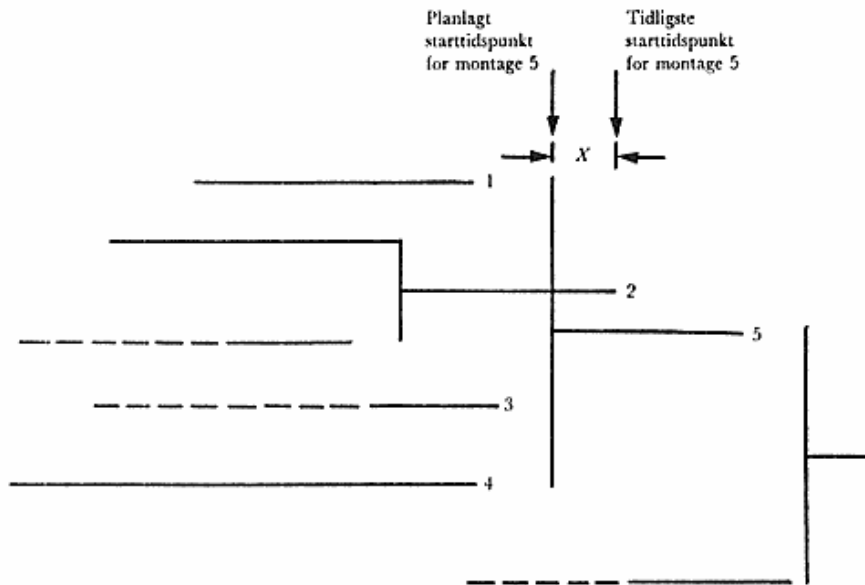 Planlagt
starttidspunkt
for montage 5
Tidligste
starttidspunkt
for montage 5
X
1
2
5
3
4